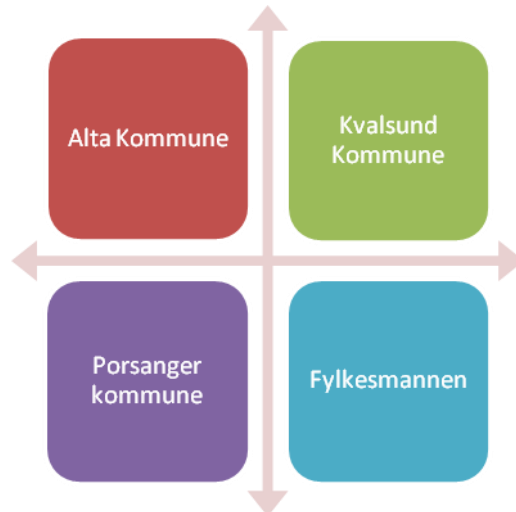 Alta Kommune
Kvalsund
Kommune
Porsanger
kommune
Fylkesmannen